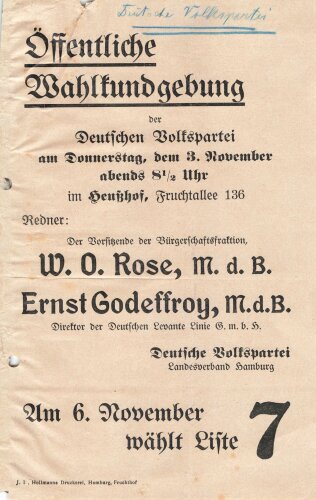 Deutsche Volkspartei
Öffentliche
Wahlkundgebung
der
Deutschen Volkspartei
am Donnerstag, dem 3. November
abends 8½ Uhr
im Heußhof, Fruchtallee 136
Redner:
Der Vorsitzende der Bürgerschaftsfraktion,
W. O. Rose, M. d. B.
Ernst Godeffroy, M.d.B.
Direktor der Deutschen Levante Linie G. m. b. H.
Deutsche Volkspartei
Landesverband Hamburg
Am 6. November
wählt Liste 7
Hollmanns Druckerei, Hamburg, Fruchthof